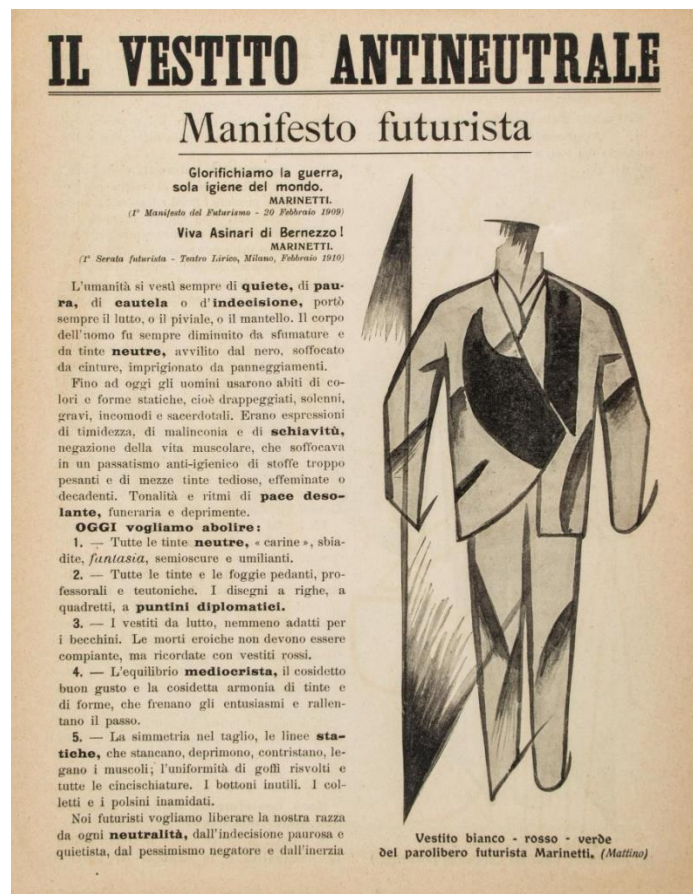 IL VESTITO ANTINEUTRALE
Manifesto futurista
Glorifichiamo la guerra,
sola igiene del mondo.
MARINETTI.
(1° Manifesto del Futurismo - 20 Febbraio 1909)
Viva Asinari di Bernezzo!
MARINETTI.
(1ª Serata futurista - Teatro Lirico, Milano, Febbraio 1910)
L'umanità si vestì sempre di quiete, di pau-
ra, di cautela o d'indecisione, portò
sempre il lutto, o il piviale, o il mantello. Il corpo
dell'uomo fu sempre diminuito da sfumature e
da tinte neutre, avvilito dal nero, soffocato
da cinture, imprigionato da panneggiamenti.
Fino ad oggi gli uomini usarono abiti di co-
lori e forme statiche, cioè drappeggiati, solenni,
gravi, incomodi e sacerdotali. Erano espressioni
di timidezza, di malinconia e di schiavitù,
negazione della vita muscolare, che soffocava
in un passatismo anti-igienico di stoffe troppo
pesanti e di mezze tinte tediose, effeminate o
decadenti. Tonalità e ritmi di pace deso-
lante, funeraria e deprimente.
OGGI vogliamo abolire:
1. — Tutte le tinte neutre, « carine », sbia-
dite, fantasia, semioscure e umilianti.
2. — Tutte le tinte e le foggie pedanti, pro-
fessorali e teutoniche. I disegni a righe, a
quadretti, a puntini diplomatici.
3. — I vestiti da lutto, nemmeno adatti per
i becchini. Le morti eroiche non devono essere
compiante, ma ricordate con vestiti rossi.
4. — L'equilibrio mediocrista, il cosidetto
buon gusto e la cosidetta armonia di tinte e
di forme, che frenano gli entusiasmi e rallen-
tano il passo.
5. — La simmetria nel taglio, le linee sta-
tiche, che stancano, deprimono, contristano, le-
gano i muscoli; l'uniformità di goffi risvolti e
tutte le cincischiature. I bottoni inutili. I col-
letti e i polsini inamidati.
Noi futuristi vogliamo liberare la nostra razza
da ogni neutralità, dall'indecisione paurosa e
quietista, dal pessimismo negatore e dall'inerzia
Vestito bianco - rosso - verde
del parolibero futurista Marinetti. (Mattino)